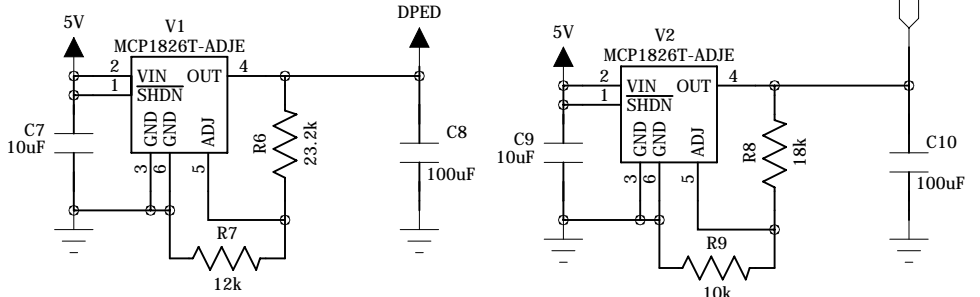 DPED
5V
V1
MCP1826T-ADJE
2
VIN
OUT
4
1
SHDN
GND
GND
ADJ
3
6
5
C7
10uF
R6
23.2k
C8
100uF
R7
12k
5V
V2
MCP1826T-ADJE
2
VIN
OUT
4
1
SHDN
GND
GND
ADJ
3
6
5
C9
10uF
R8
18k
C10
100uF
R9
10k